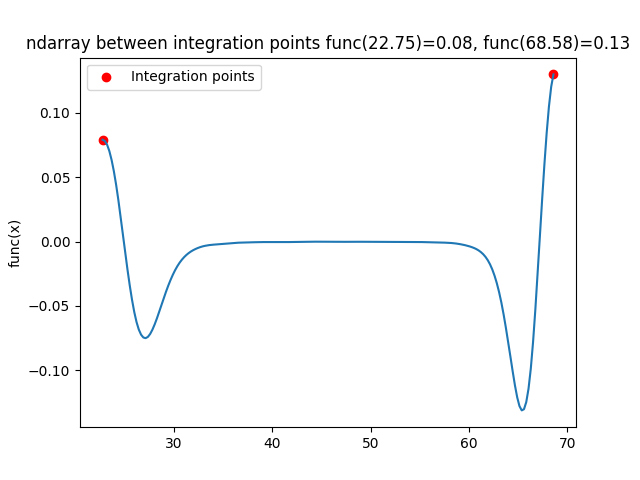 ndarray between integration points func(22.75)=0.08, func(68.58)=0.13
Integration points
func(x)
0.10
0.05
0.00
−0.05
−0.10
30 40 50 60 70